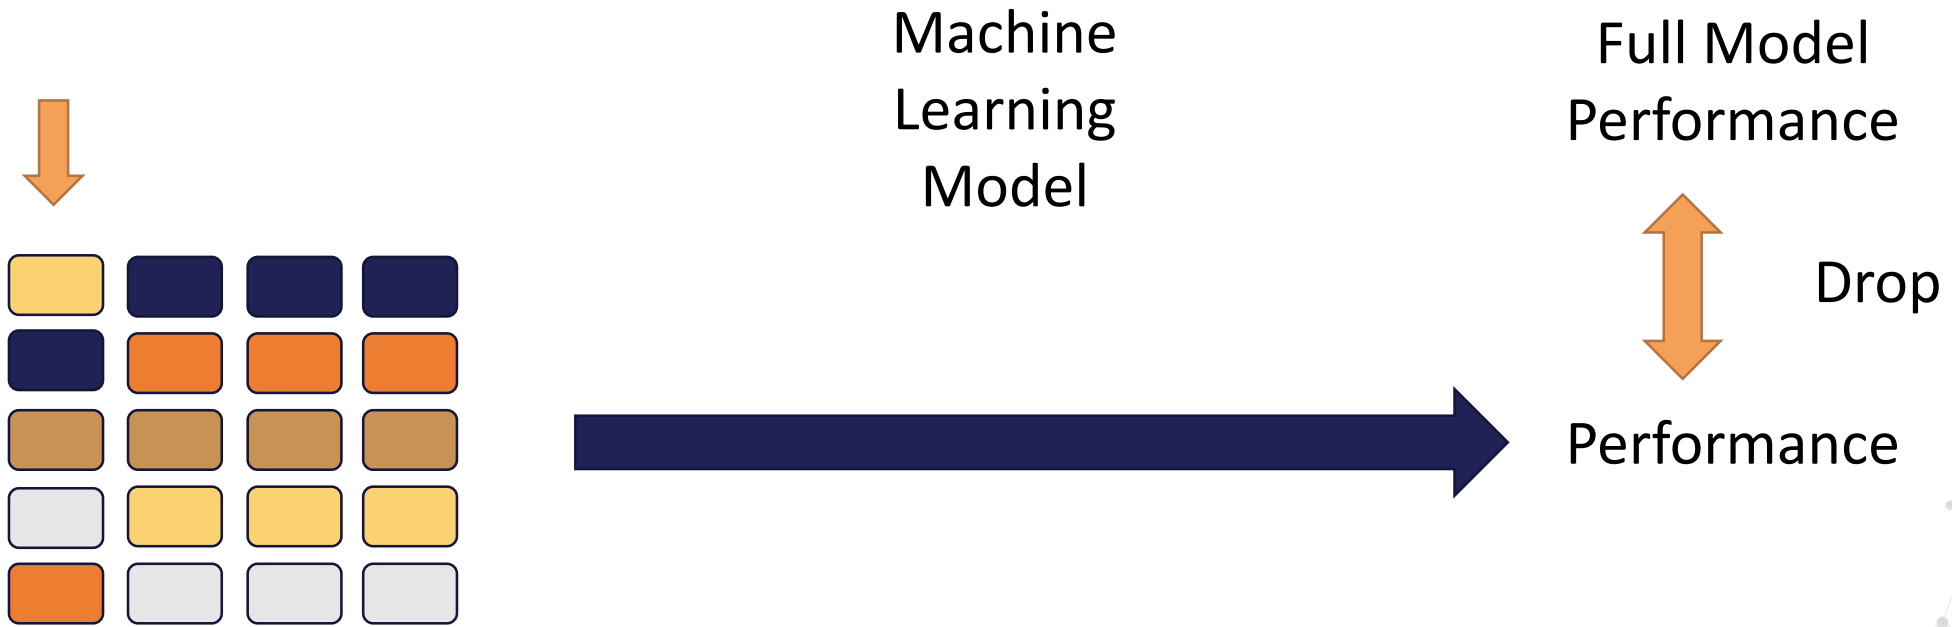 Machine
Learning
Model
Full Model
Performance
Drop
Performance